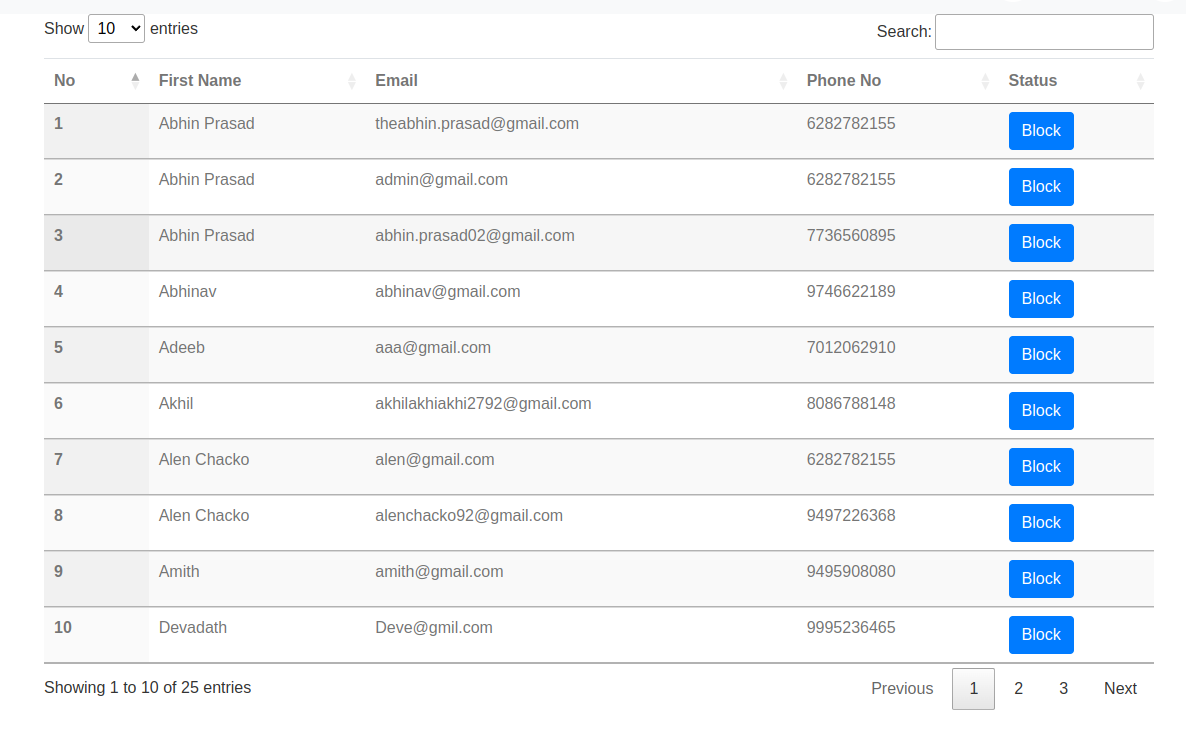 Show 10 entries Search:
No First Name Email Phone No Status
1 Abhin Prasad theabhin.prasad@gmail.com 6282782155 Block
2 Abhin Prasad admin@gmail.com 6282782155 Block
3 Abhin Prasad abhin.prasad02@gmail.com 7736560895 Block
4 Abhinav abhinav@gmail.com 9746622189 Block
5 Adeeb aaa@gmail.com 7012062910 Block
6 Akhil akhilakhiakhi2792@gmail.com 8086788148 Block
7 Alen Chacko alen@gmail.com 6282782155 Block
8 Alen Chacko alenchacko92@gmail.com 9497226368 Block
9 Amith amith@gmail.com 9495908080 Block
10 Devadath Deve@gmil.com 9995236465 Block
Showing 1 to 10 of 25 entries Previous 1 2 3 Next